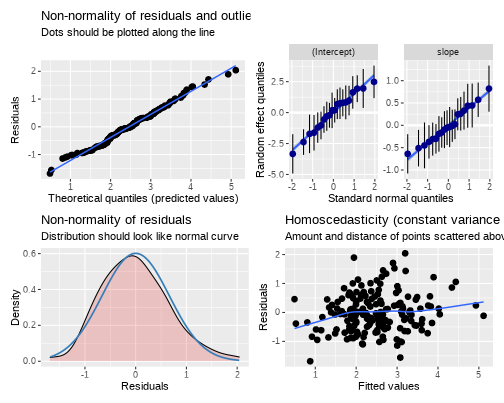 Non-normality of residuals and outlie
Dots should be plotted along the line
Residuals
2
1
0
-1
1
2
3
4
5
Theoretical quantiles (predicted values)
(Intercept)
slope
Random effect quantiles
2.5
0.0
-2.5
-5.0
1.0
0.5
0.0
-0.5
-1.0
-2
-1
0
1
2
-2
-1
0
1
2
Standard normal quantiles
Non-normality of residuals
Distribution should look like normal curve
Density
0.6
0.4
0.2
0.0
-1
0
1
2
Residuals
Homoscedasticity (constant variance
Amount and distance of points scattered abov
Residuals
2
1
0
-1
1
2
3
4
5
Fitted values